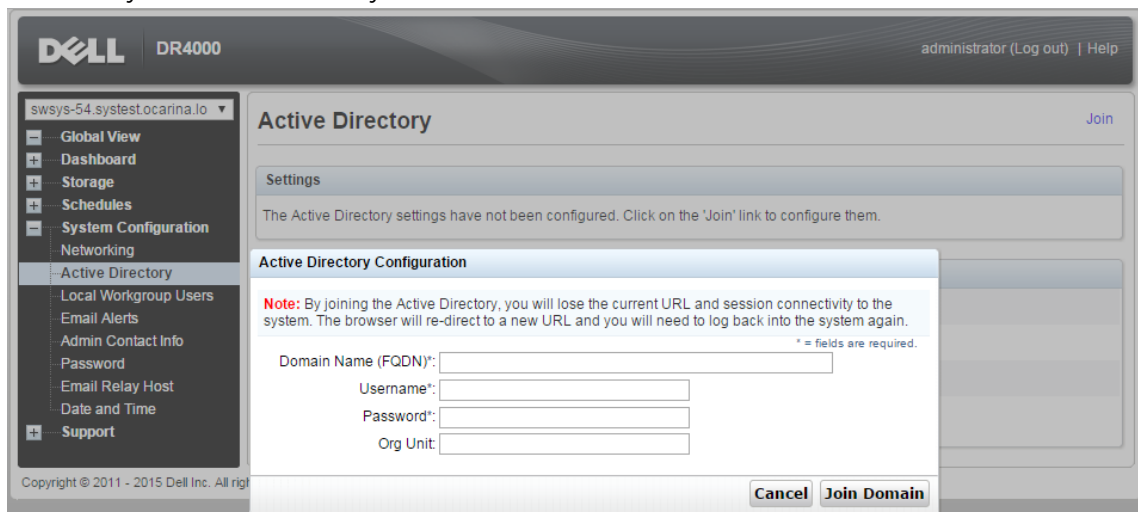 DELL DR4000
administrator (Log out) | Help
swsys-54.systest.ocarina.lo
Global View
Dashboard
Storage
Schedules
System Configuration
Networking
Active Directory
Local Workgroup Users
Email Alerts
Admin Contact Info
Password
Email Relay Host
Date and Time
Support
Active Directory
Join
Settings
The Active Directory settings have not been configured. Click on the 'Join' link to configure them.
Active Directory Configuration
Note: By joining the Active Directory, you will lose the current URL and session connectivity to the
system. The browser will re-direct to a new URL and you will need to log back into the system again.
* = fields are required.
Domain Name (FQDN)*:
Username*:
Password*:
Org Unit:
Cancel Join Domain
Copyright © 2011 - 2015 Dell Inc. All